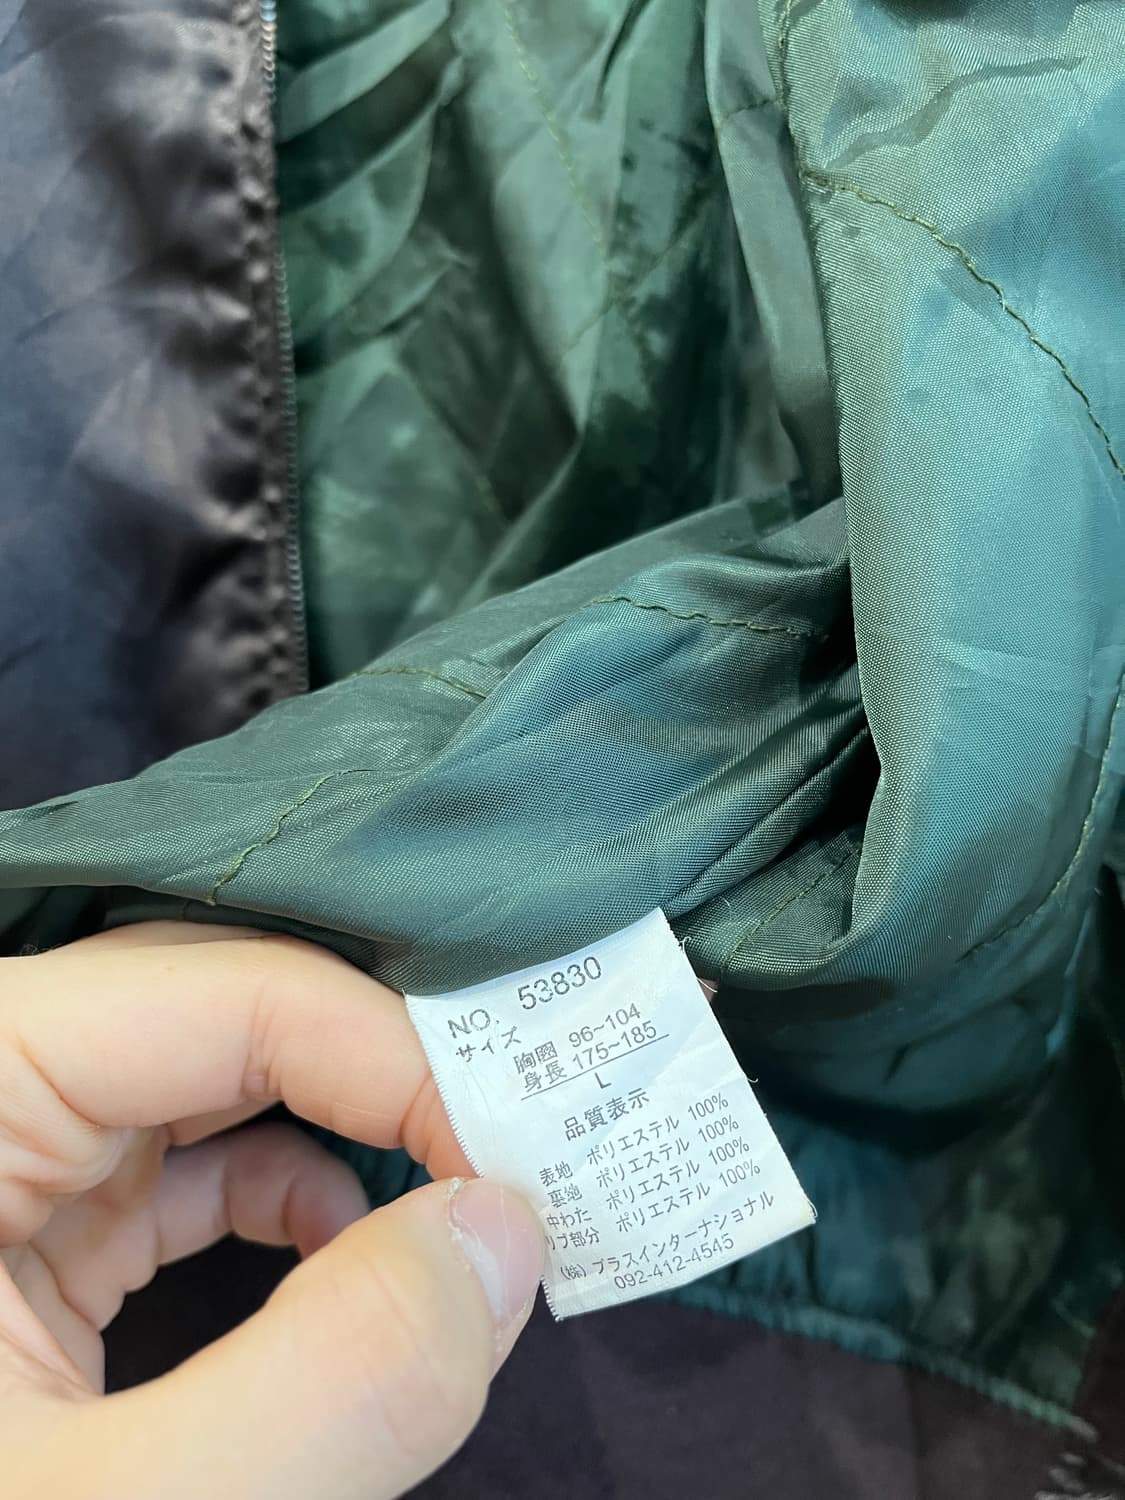 NO. 53830
サイズ
胸囲 96~104
身長 175~185
L
品質表示
表地 ポリエステル 100%
裏地 ポリエステル 100%
中わた ポリエステル 100%
リブ部分 ポリエステル 100%
(株) プラスインターナショナル
092-412-4545